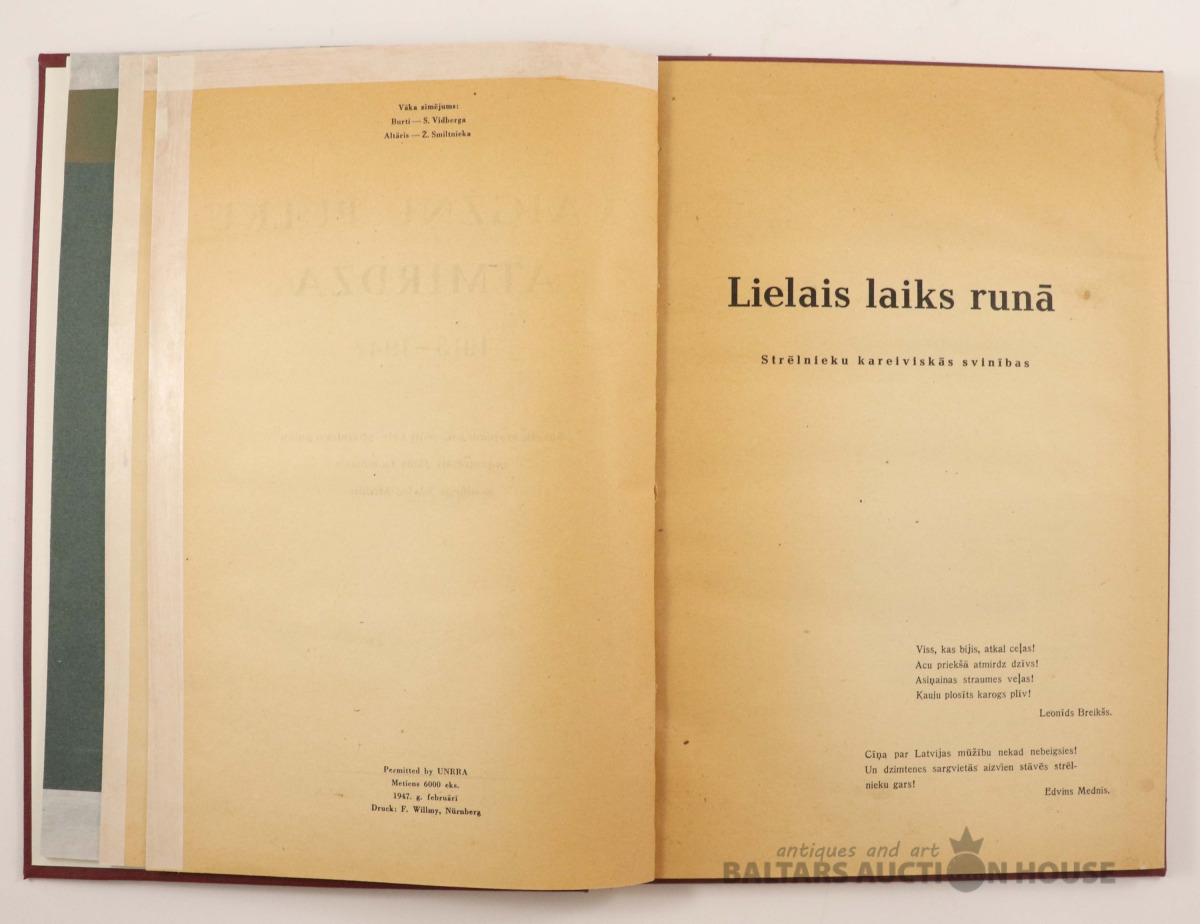 Vāka zīmējums:
Burti — S. Vidberga
Altāris — Ž. Smiltnieka
Permitted by UNRRA
Metiens 6000 eks.
1947. g. februārī
Druck: F. Willmy, Nürnberg
Lielais laiks runā
Strēlnieku kareiviskās svinības
Viss, kas bijis, atkal ceļas!
Acu priekšā atmirdz dzīvs!
Asiņainas straumes veļas!
Kauju plosīts karogs plīv!
Leonīds Breikšs.
Cīņa par Latvijas mūžību nekad nebeigsies!
Un dzimtenes sargvietās aizvien stāvēs strēl-
nieku gars!
Edvīns Mednis.
antiques and art
BALTARS AUCTION HOUSE